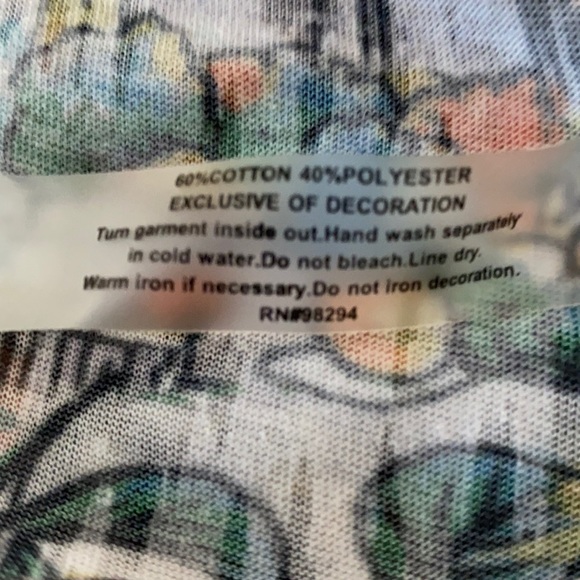 60%COTTON 40%POLYESTER
EXCLUSIVE OF DECORATION
Turn garment inside out.Hand wash separately
in cold water.Do not bleach.Line dry.
Warm iron if necessary.Do not iron decoration.
RN#98294